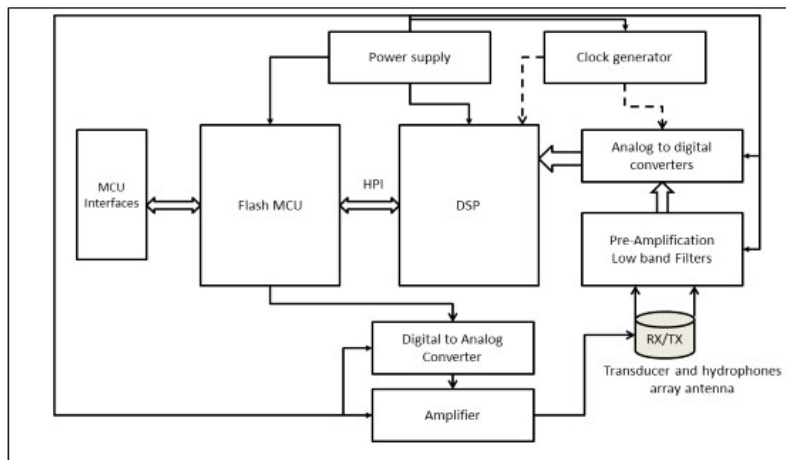 Power supply
Clock generator
MCU
Interfaces
Flash MCU
HPI
DSP
Analog to digital
converters
Pre-Amplification
Low band Filters
Digital to Analog
Converter
RX/TX
Transducer and hydrophones
array antenna
Amplifier